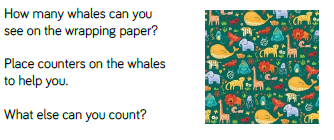 How many whales can you
see on the wrapping paper?
Place counters on the whales
to help you.
What else can you count?